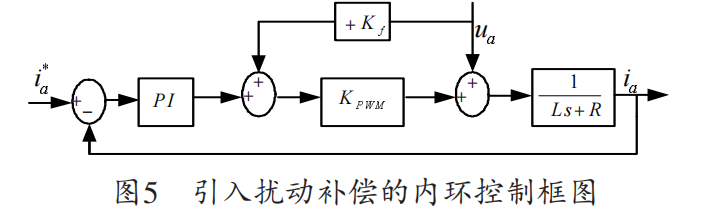 + K_f
u_a
i_a^*
+
−
PI
+
+
K_PWM
+
+
1
Ls+R
i_a
图5 引入扰动补偿的内环控制框图